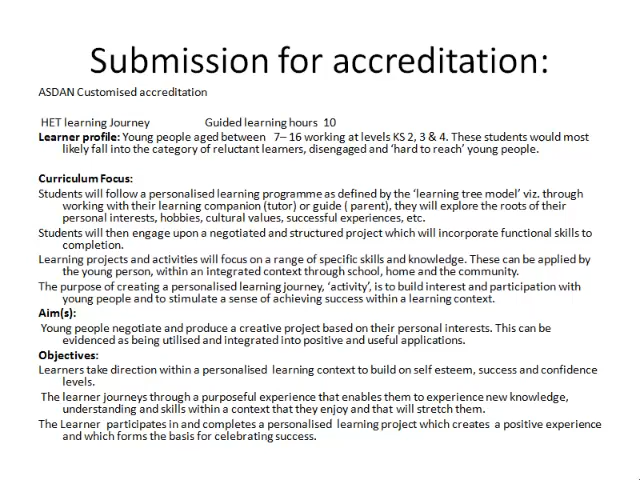 Submission for accreditation:
ASDAN Customised accreditation
HET learning Journey Guided learning hours 10
Learner profile: Young people aged between 7– 16 working at levels KS 2, 3 & 4. These students would most
likely fall into the category of reluctant learners, disengaged and ‘hard to reach’ young people.
Curriculum Focus:
Students will follow a personalised learning programme as defined by the ‘learning tree model’ viz. through
working with their learning companion (tutor) or guide ( parent), they will explore the roots of their
personal interests, hobbies, cultural values, successful experiences, etc.
Students will then engage upon a negotiated and structured project which will incorporate functional skills to
completion.
Learning projects and activities will focus on a range of specific skills and knowledge. These can be applied by
the young person, within an integrated context through school, home and the community.
The purpose of creating a personalised learning journey, ‘activity’, is to build interest and participation with
young people and to stimulate a sense of achieving success within a learning context.
Aim(s):
Young people negotiate and produce a creative project based on their personal interests. This can be
evidenced as being utilised and integrated into positive and useful applications.
Objectives:
Learners take direction within a personalised learning context to build on self esteem, success and confidence
levels.
The learner journeys through a purposeful experience that enables them to experience new knowledge,
understanding and skills within a context that they enjoy and that will stretch them.
The Learner participates in and completes a personalised learning project which creates a positive experience
and which forms the basis for celebrating success.